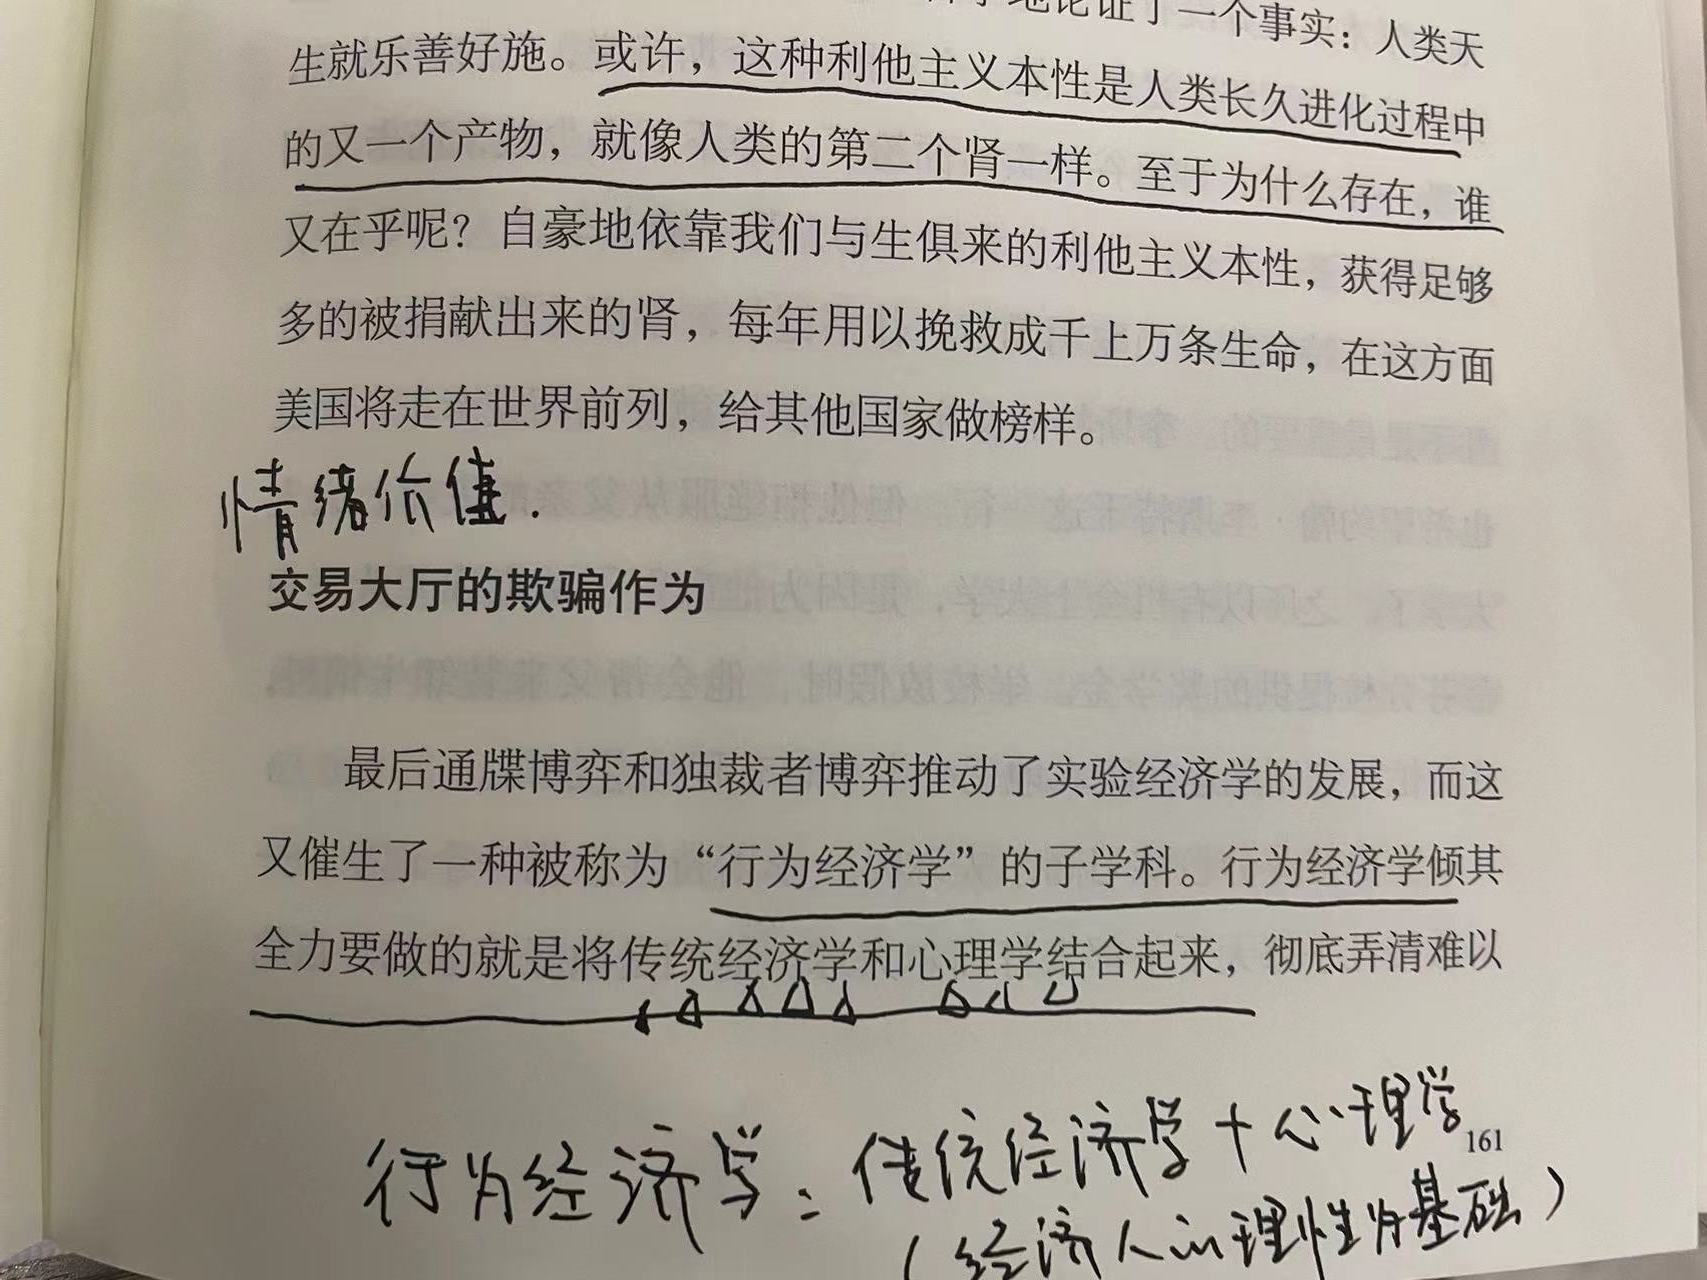 地论证了一个事实：人类天
生就乐善好施。或许，这种利他主义本性是人类长久进化过程中
的又一个产物，就像人类的第二个肾一样。至于为什么存在，谁
又在乎呢？自豪地依靠我们与生俱来的利他主义本性，获得足够
多的被捐献出来的肾，每年用以挽救成千上万条生命，在这方面
美国将走在世界前列，给其他国家做榜样。
情绪价值.
交易大厅的欺骗作为
最后通牒博弈和独裁者博弈推动了实验经济学的发展，而这
又催生了一种被称为“行为经济学”的子学科。行为经济学倾其
全力要做的就是将传统经济学和心理学结合起来，彻底弄清难以
行为经济学：传统经济学+心理学
161
（经济人以理性为基础）